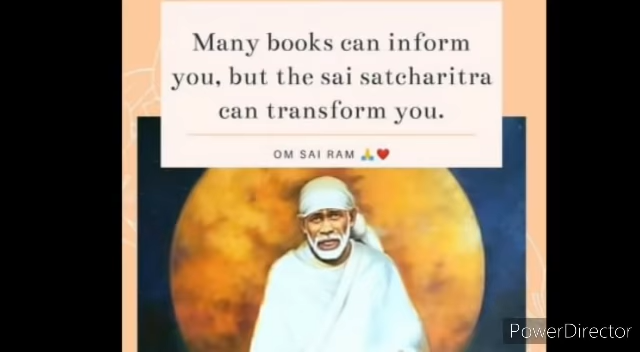 Many books can inform
you, but the sai satcharitra
can transform you.
OM SAI RAM 🙏❤️
PowerDirector